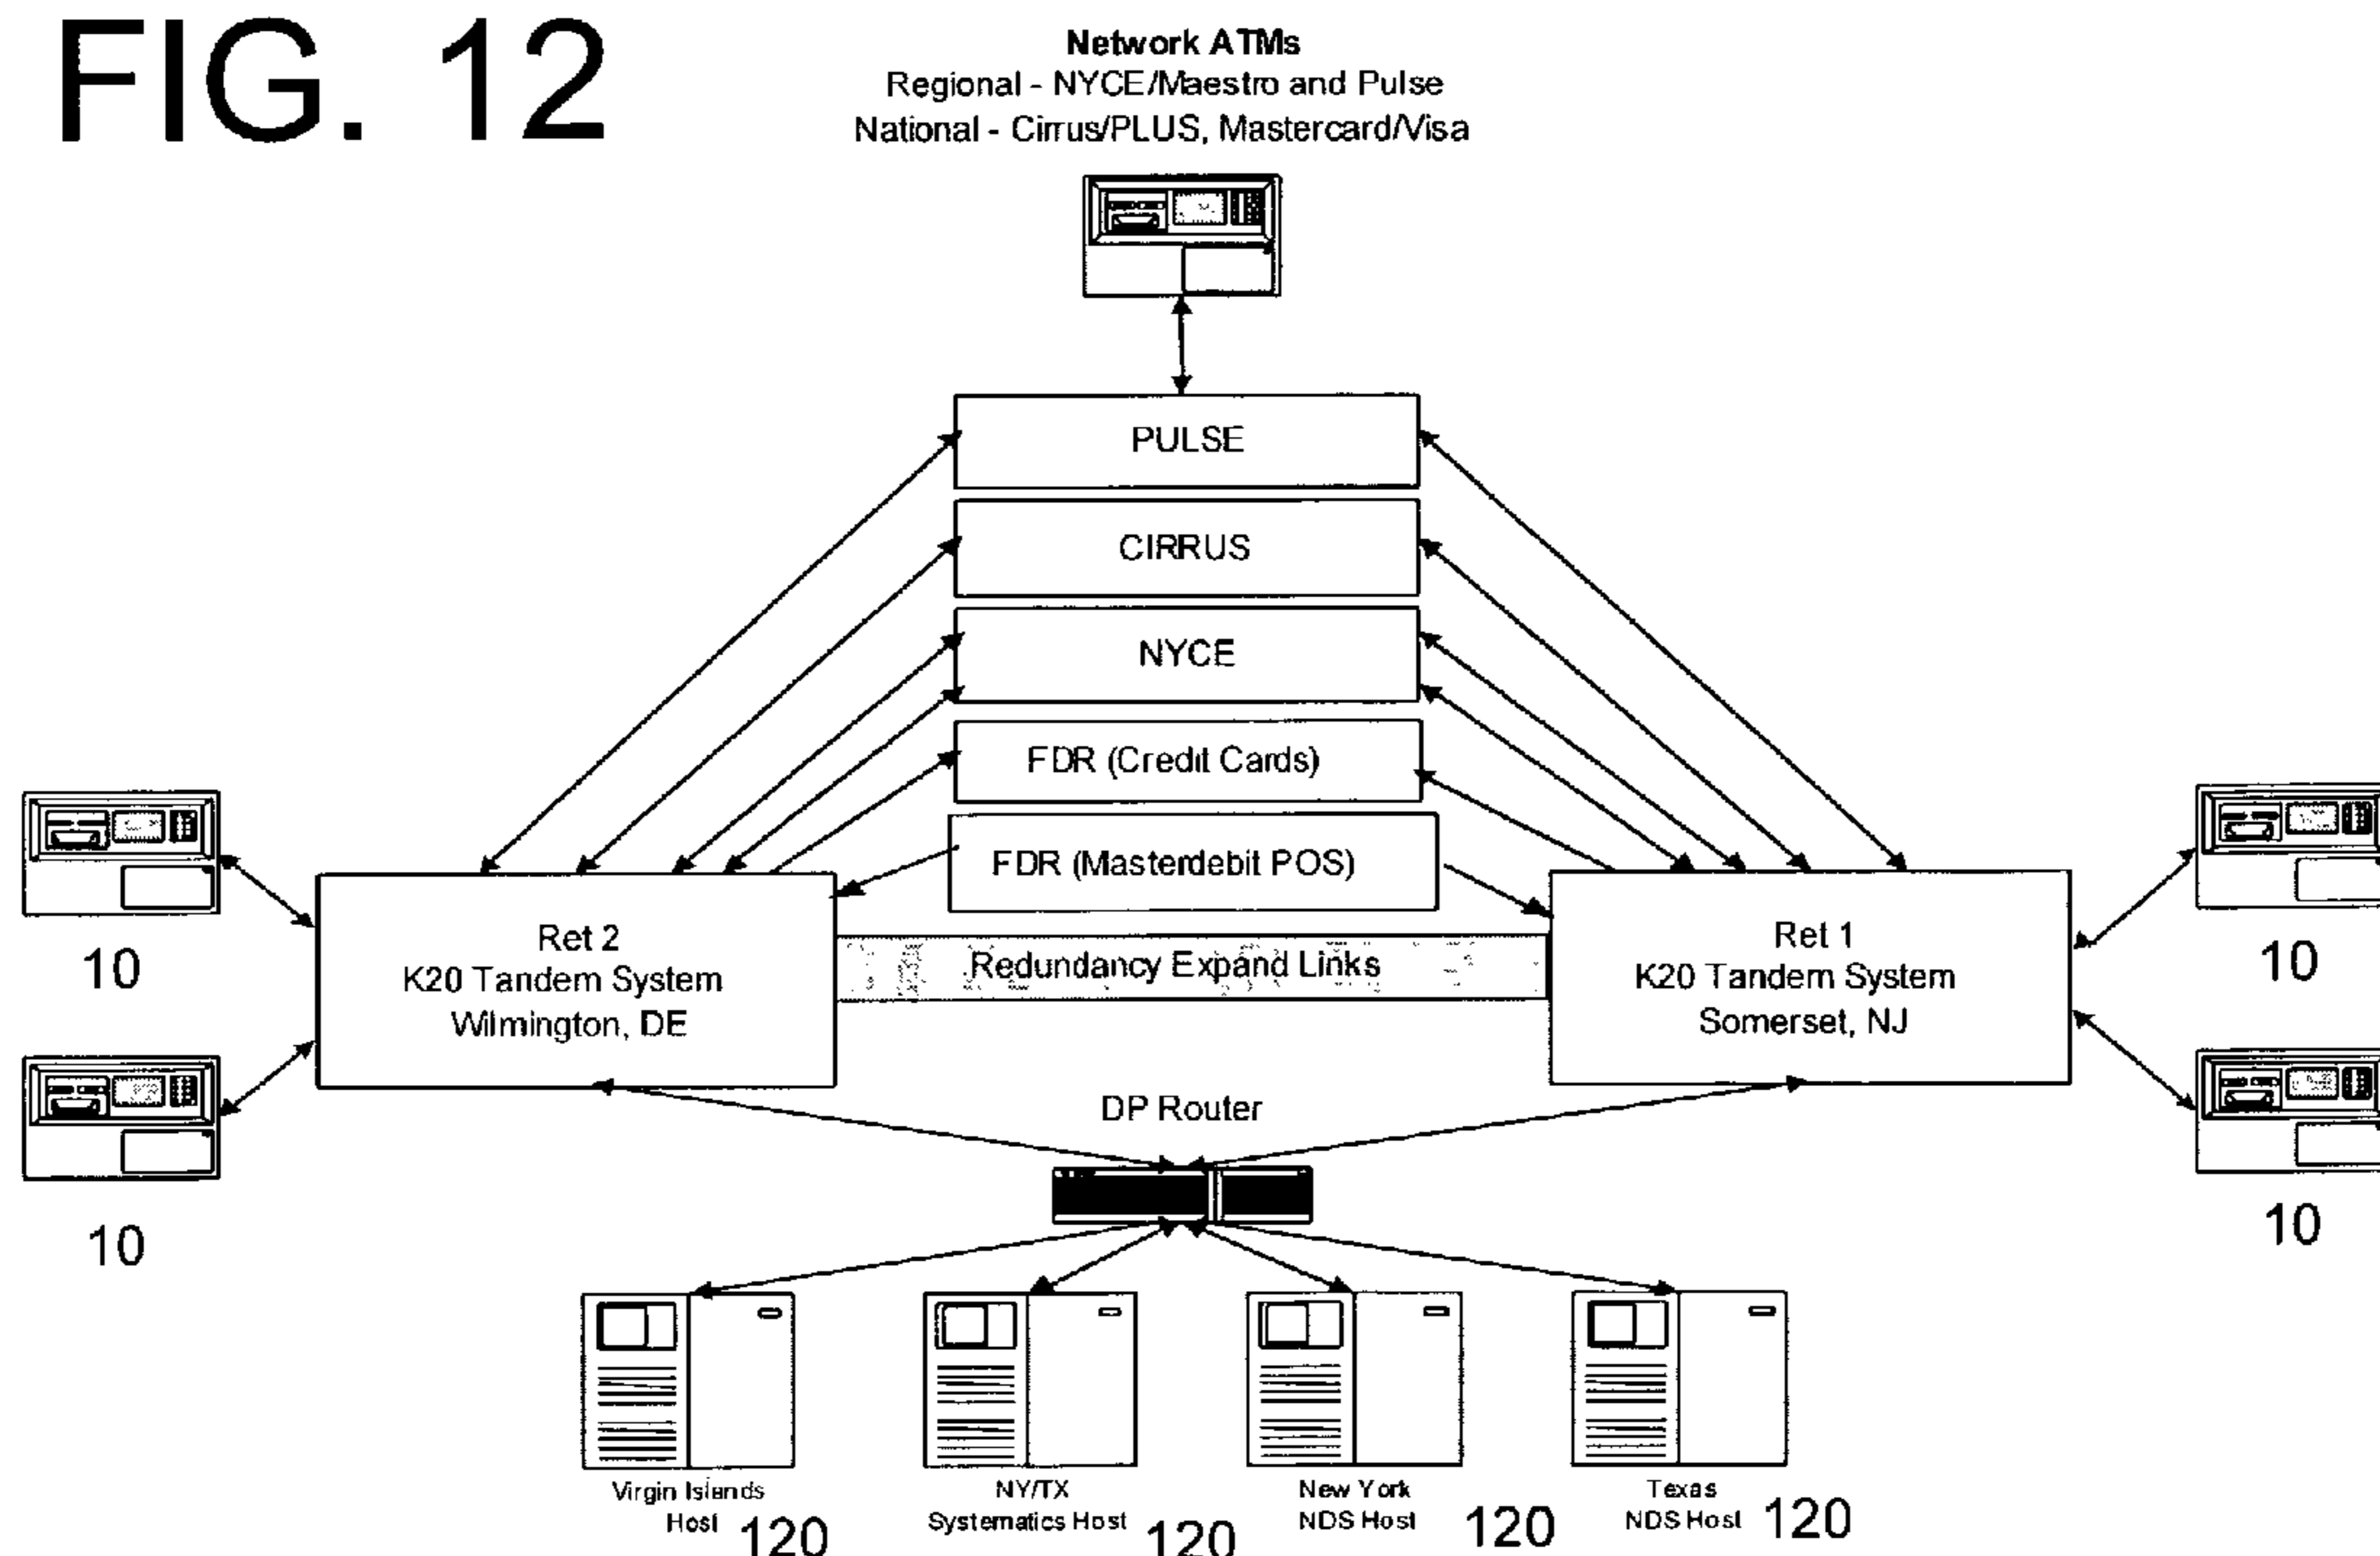 FIG. 12
Network ATMs
Regional - NYCE/Maestro and Pulse
National - Cirrus/PLUS, Mastercard/Visa
PULSE
CIRRUS
NYCE
FDR (Credit Cards)
FDR (Masterdebit POS)
10
10
Ret 2
K20 Tandem System
Wilmington, DE
Redundancy Expand Links
Ret 1
K20 Tandem System
Somerset, NJ
10
10
DP Router
Virgin Islands
Host 120
NY/TX
Systematics Host 120
New York
NDS Host 120
Texas
NDS Host 120